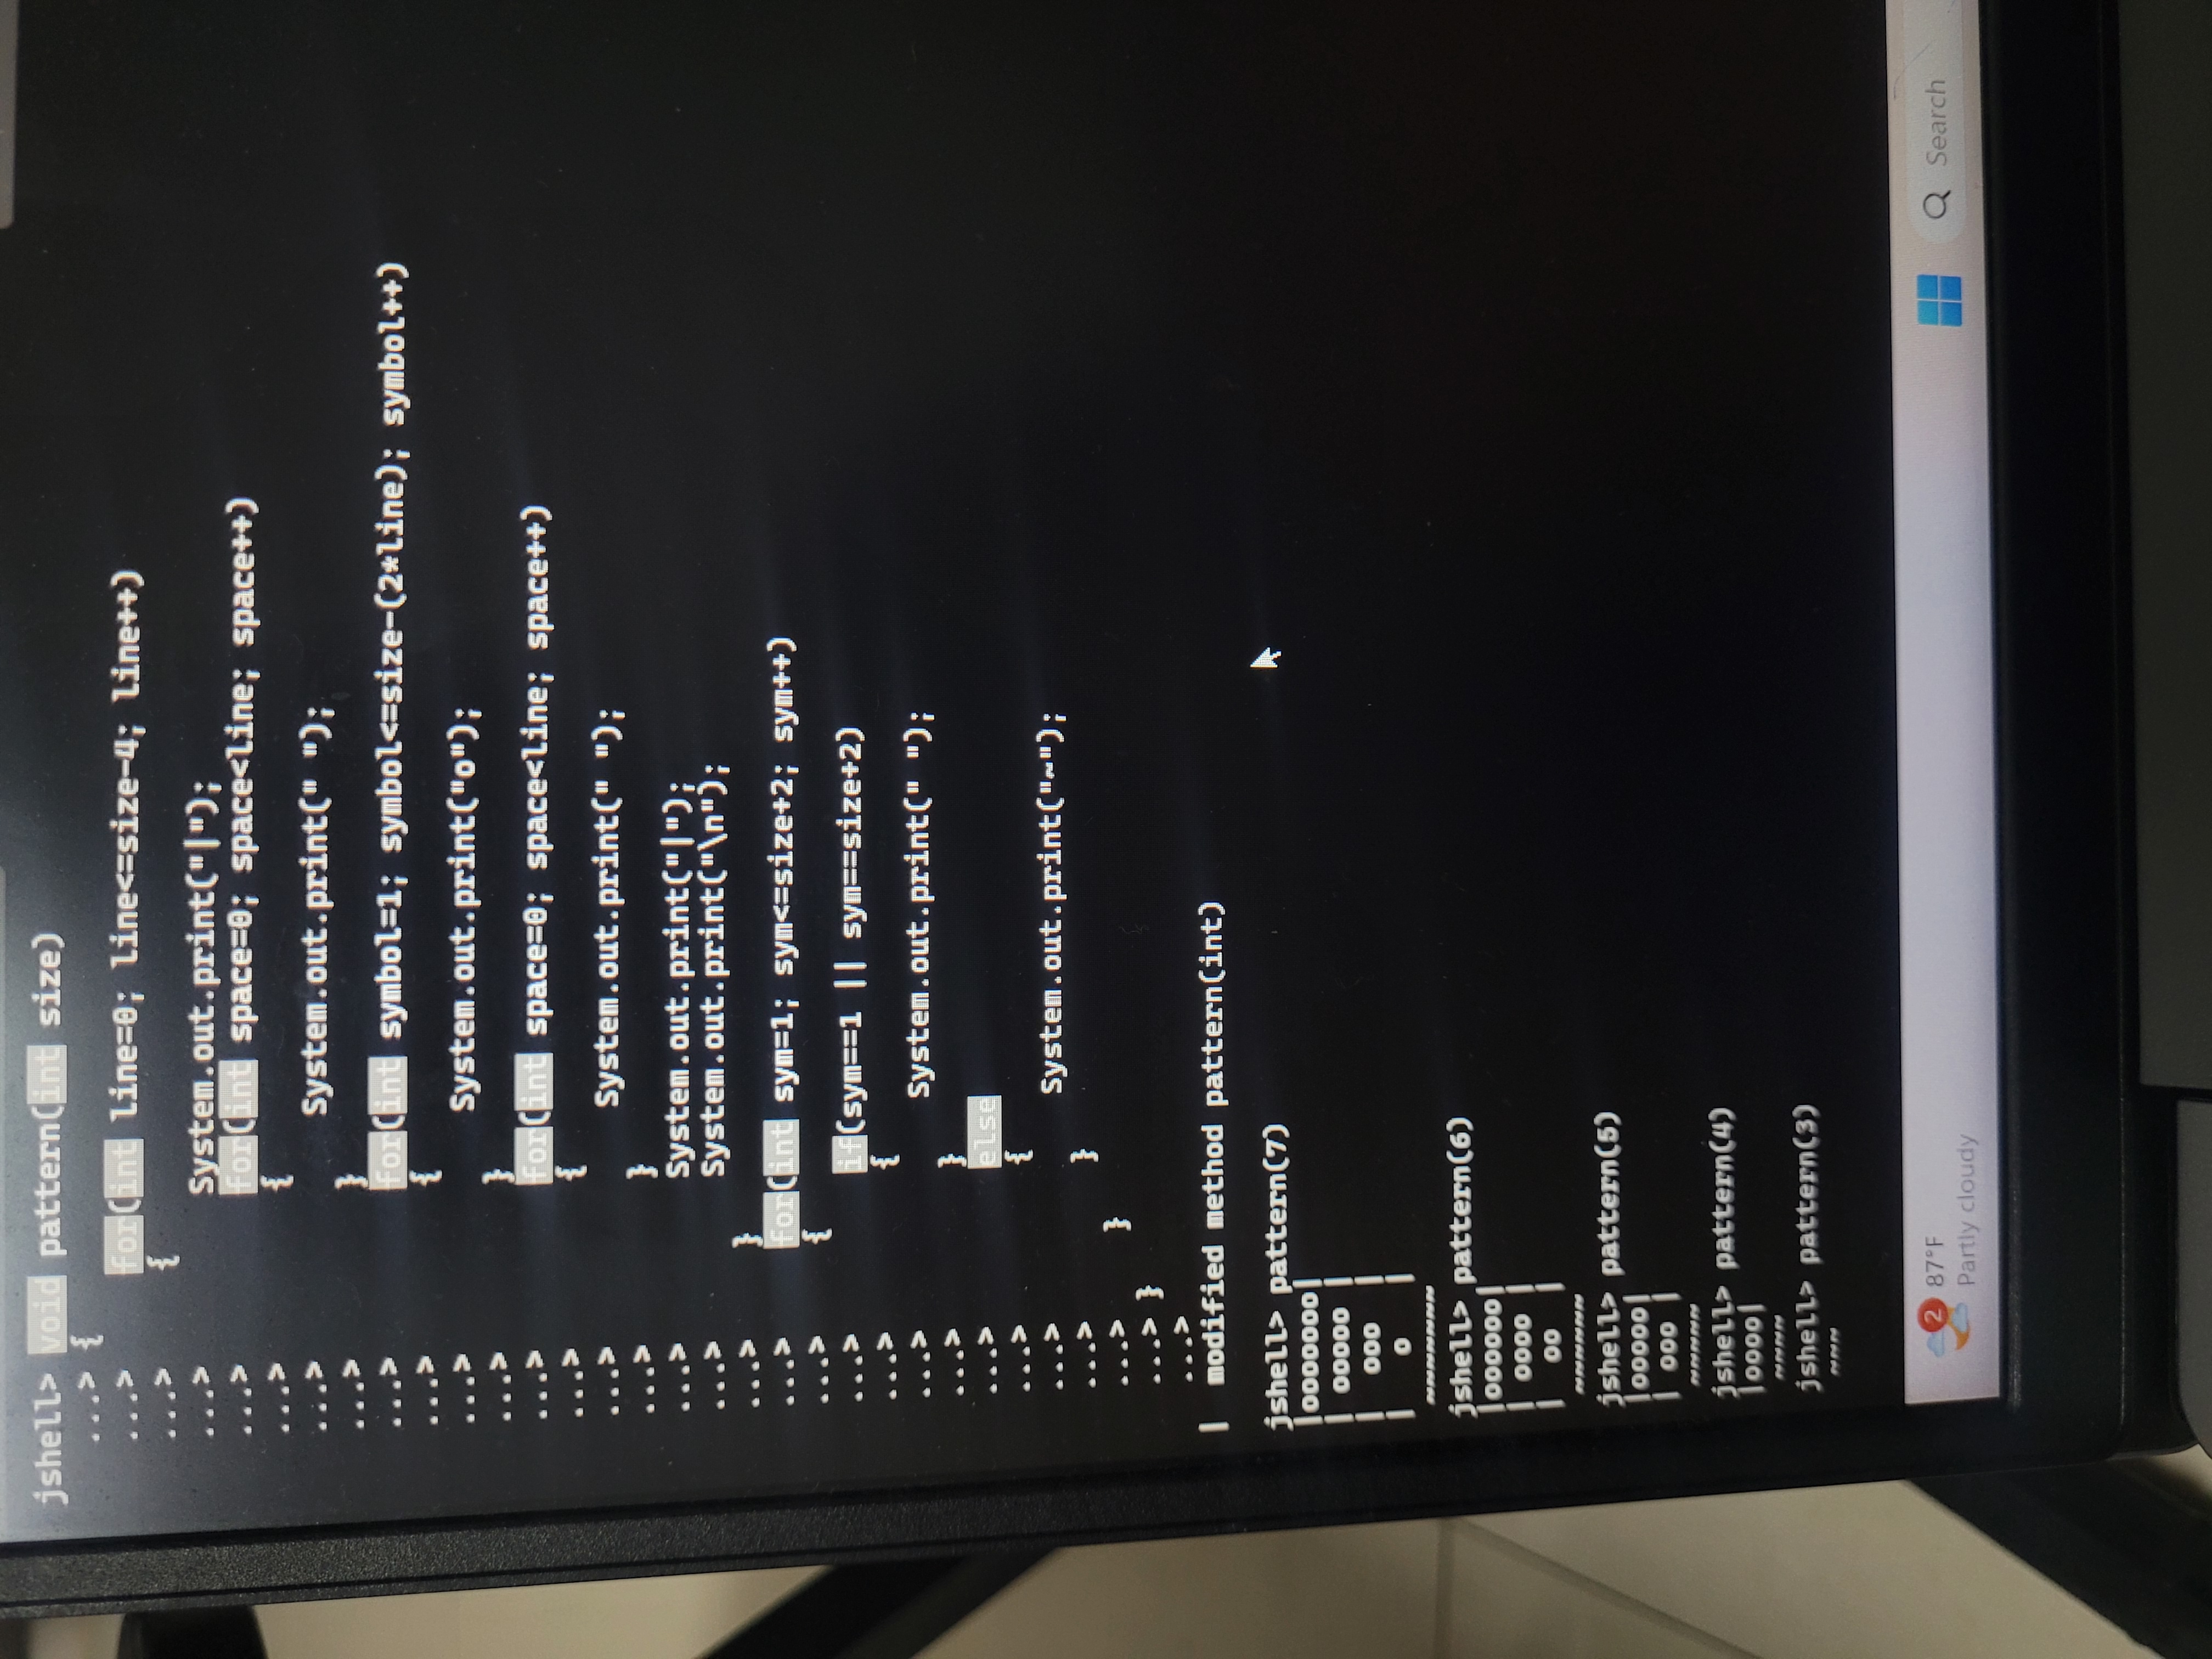 jshell> void pattern(int size)
...> {
...>     for(int line=0; line<=size-4; line++)
...>     {
...>         System.out.print("|");
...>         for(int space=0; space<line; space++)
...>         {
...>             System.out.print(" ");
...>         }
...>         for(int symbol=1; symbol<=size-(2*line); symbol++)
...>         {
...>             System.out.print("o");
...>         }
...>         for(int space=0; space<line; space++)
...>         {
...>             System.out.print(" ");
...>         }
...>         System.out.print("|");
...>         System.out.print("\n");
...>     }
...>     for(int sym=1; sym<=size+2; sym++)
...>     {
...>         if(sym==1 || sym==size+2)
...>         {
...>             System.out.print(" ");
...>         }
...>         else
...>         {
...>             System.out.print("~");
...>         }
...>     }
...> }
...>
|  modified method pattern(int)
jshell> pattern(7)
|ooooooo|
| ooooo |
|  ooo  |
|   o   |
 ~~~~~~~
jshell> pattern(6)
|oooooo|
| oooo |
|  oo  |
 ~~~~~~
jshell> pattern(5)
|ooooo|
| ooo |
 ~~~~~
jshell> pattern(4)
|oooo|
 ~~~~
jshell> pattern(3)
 ~~~
2
87°F
Partly cloudy
Search